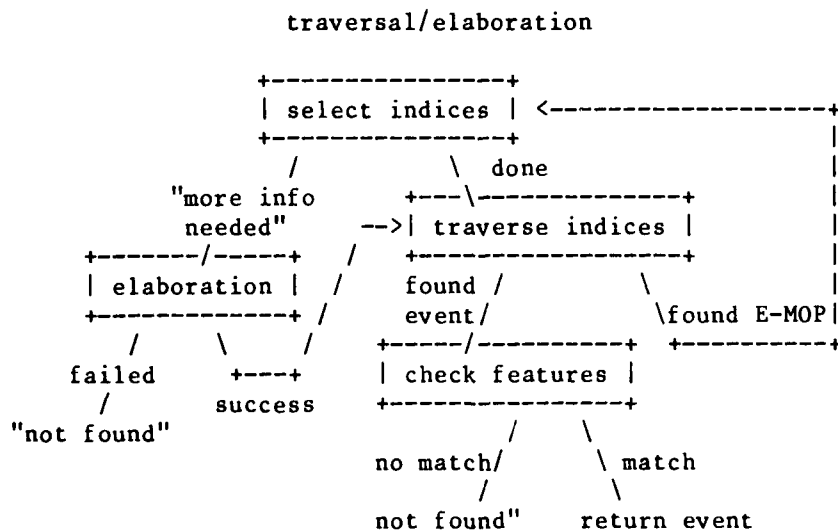 traversal/elaboration
select indices
done
"more info
needed"
traverse indices
elaboration
found
event
found E-MOP
failed
success
check features
"not found"
no match
match
not found"
return event